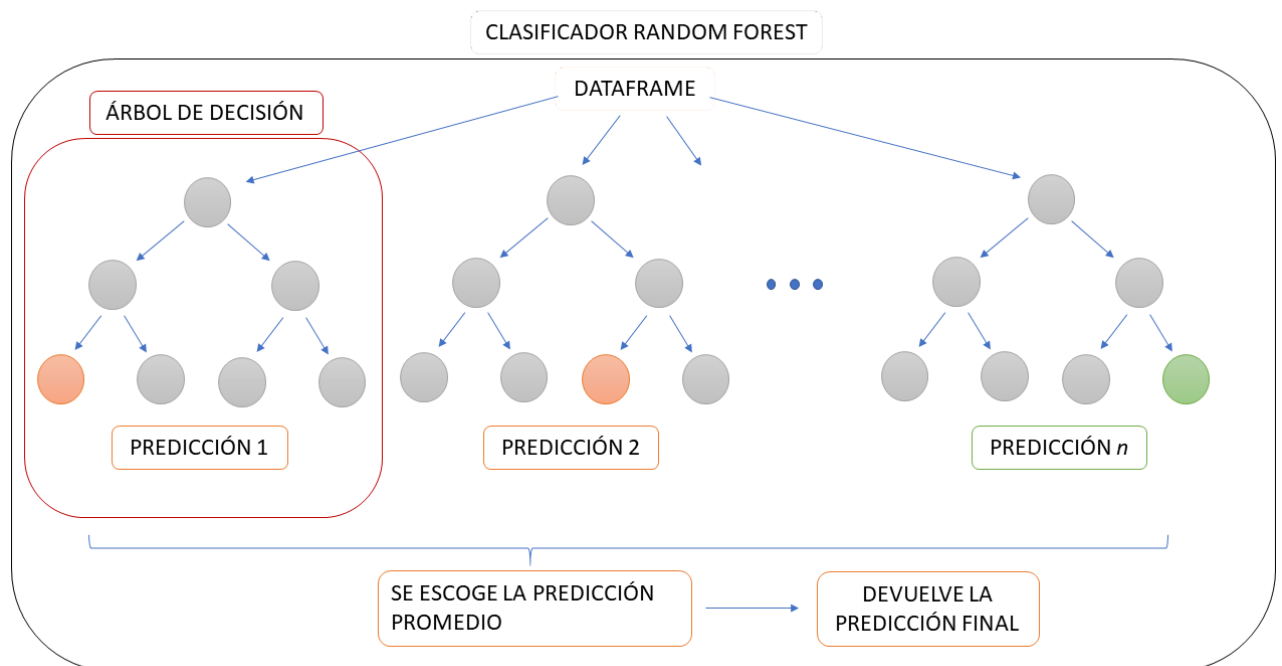 CLASIFICADOR RANDOM FOREST
DATAFRAME
ÁRBOL DE DECISIÓN
PREDICCIÓN 1
PREDICCIÓN 2
PREDICCIÓN n
SE ESCOGE LA PREDICCIÓN
PROMEDIO
DEVUELVE LA
PREDICCIÓN FINAL